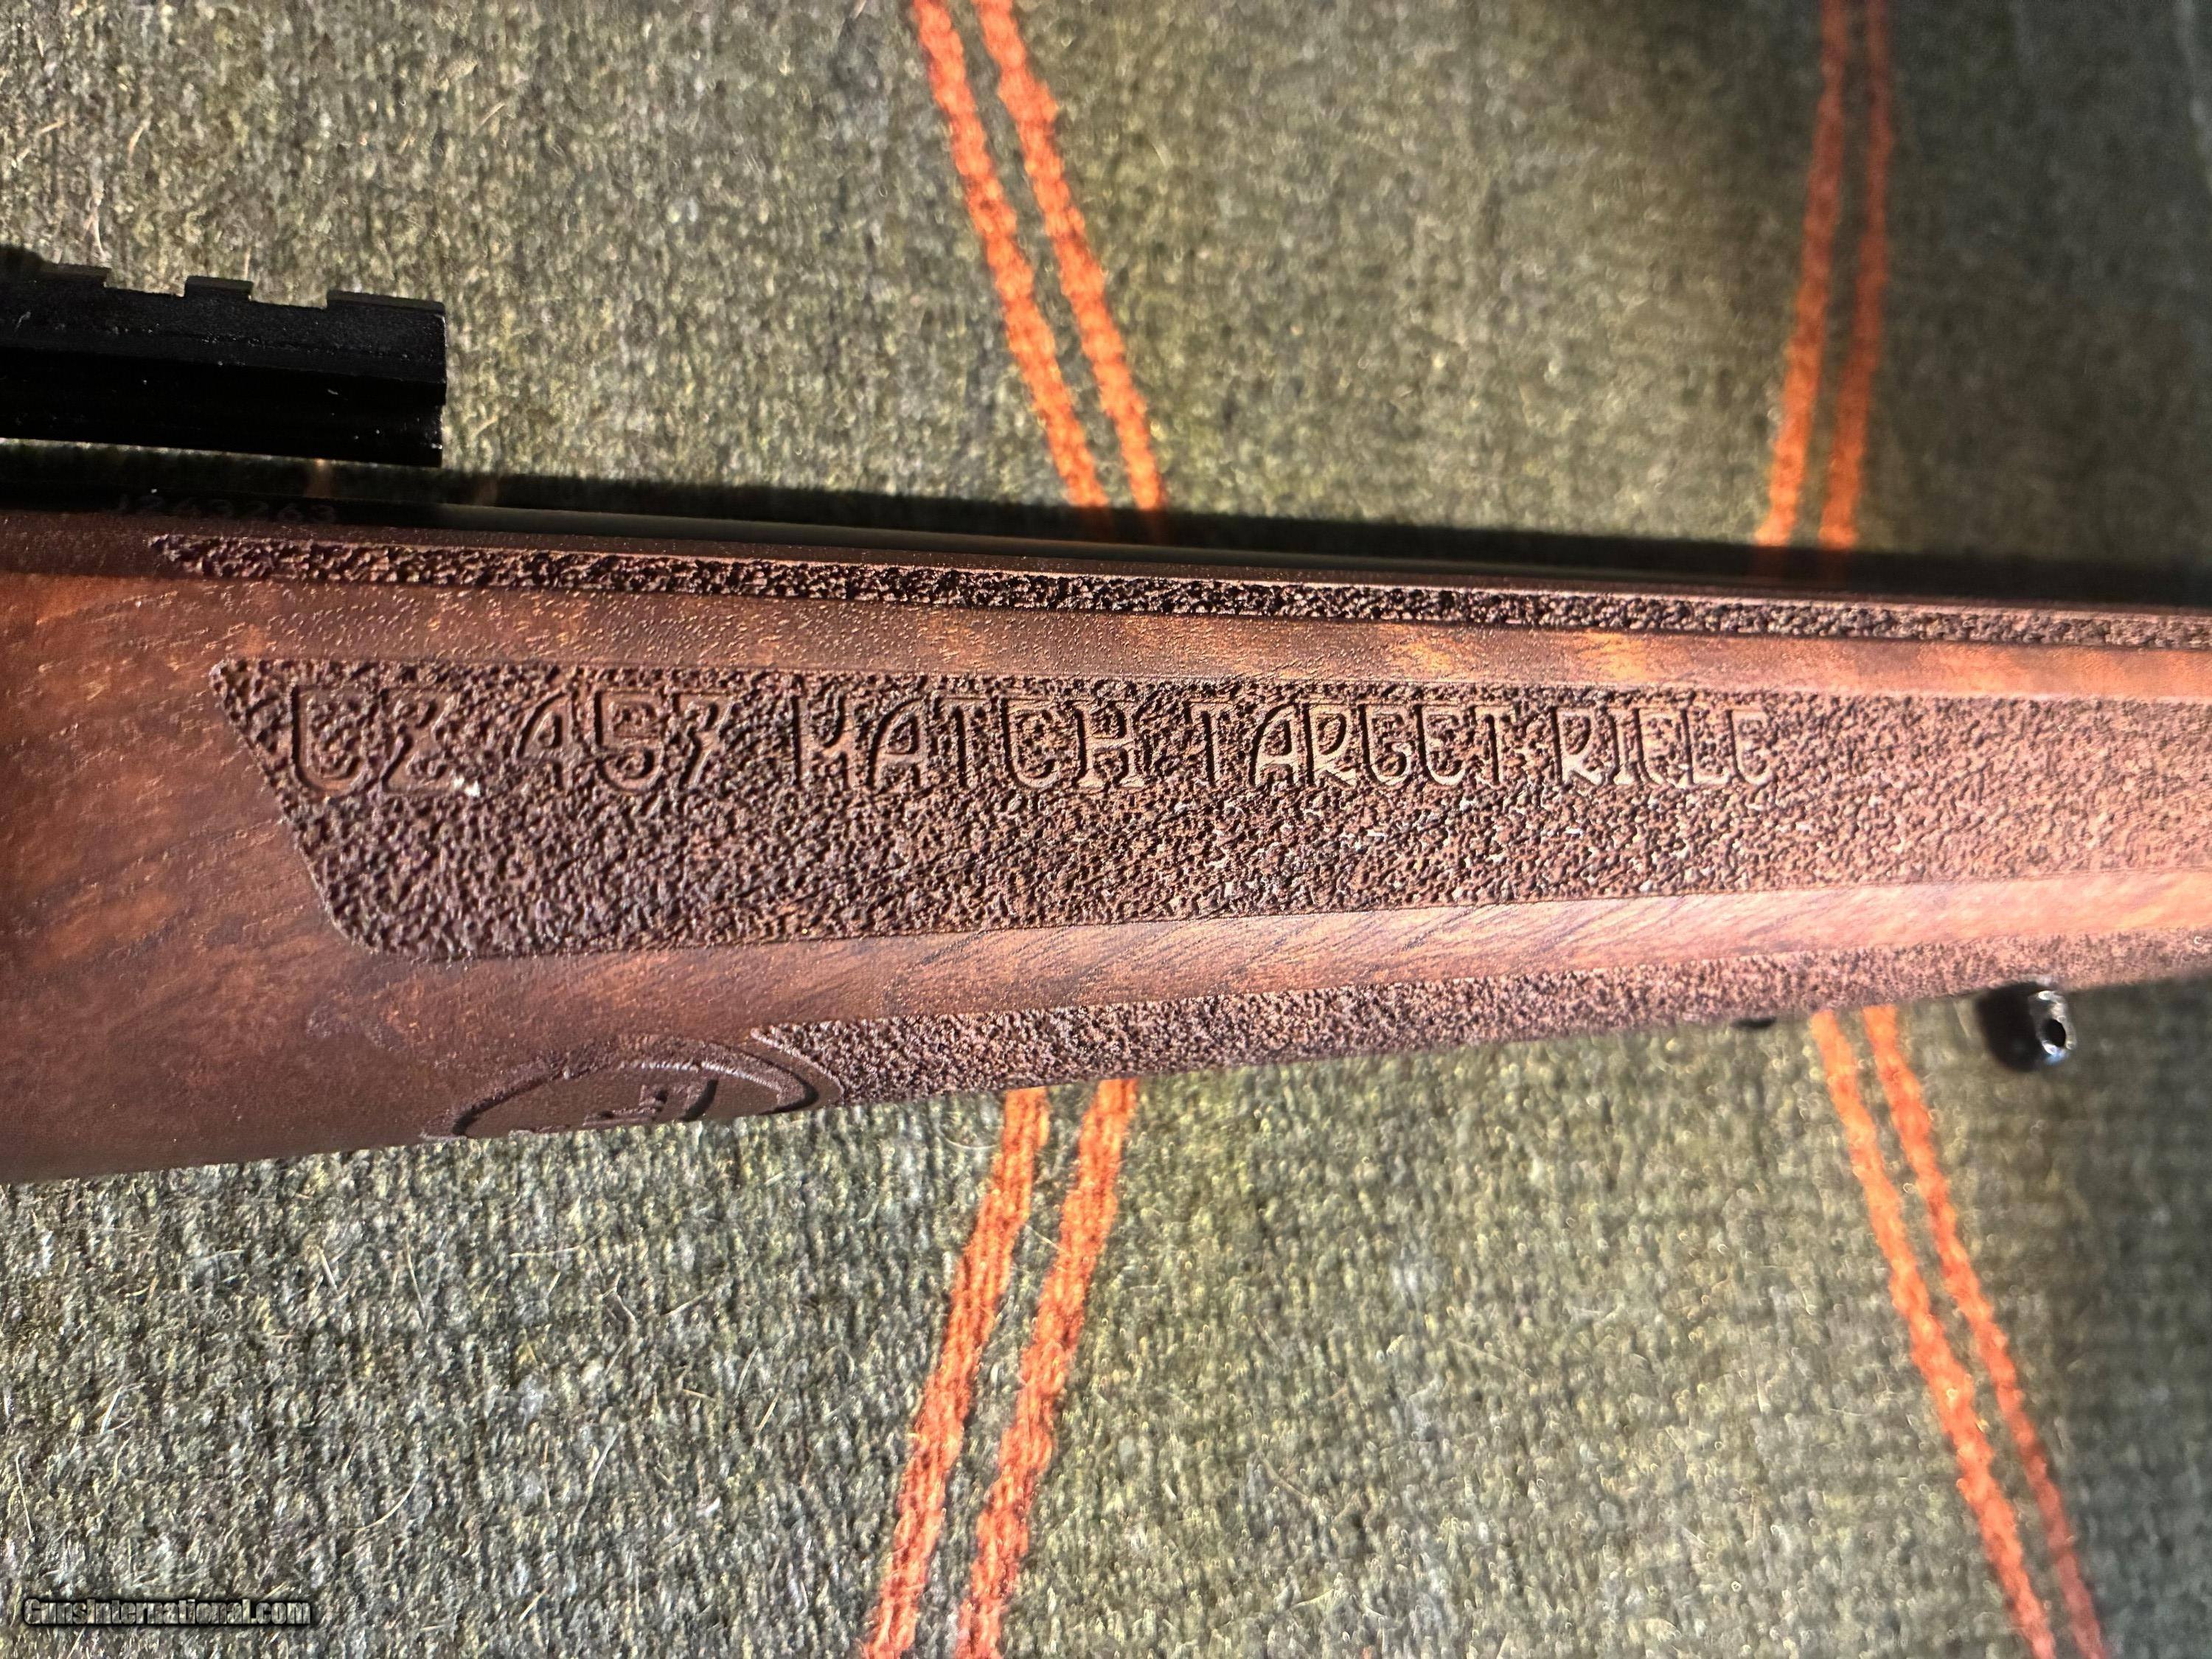 CZ 457 MATCH TARGET RIFLE
GunsInternational.com